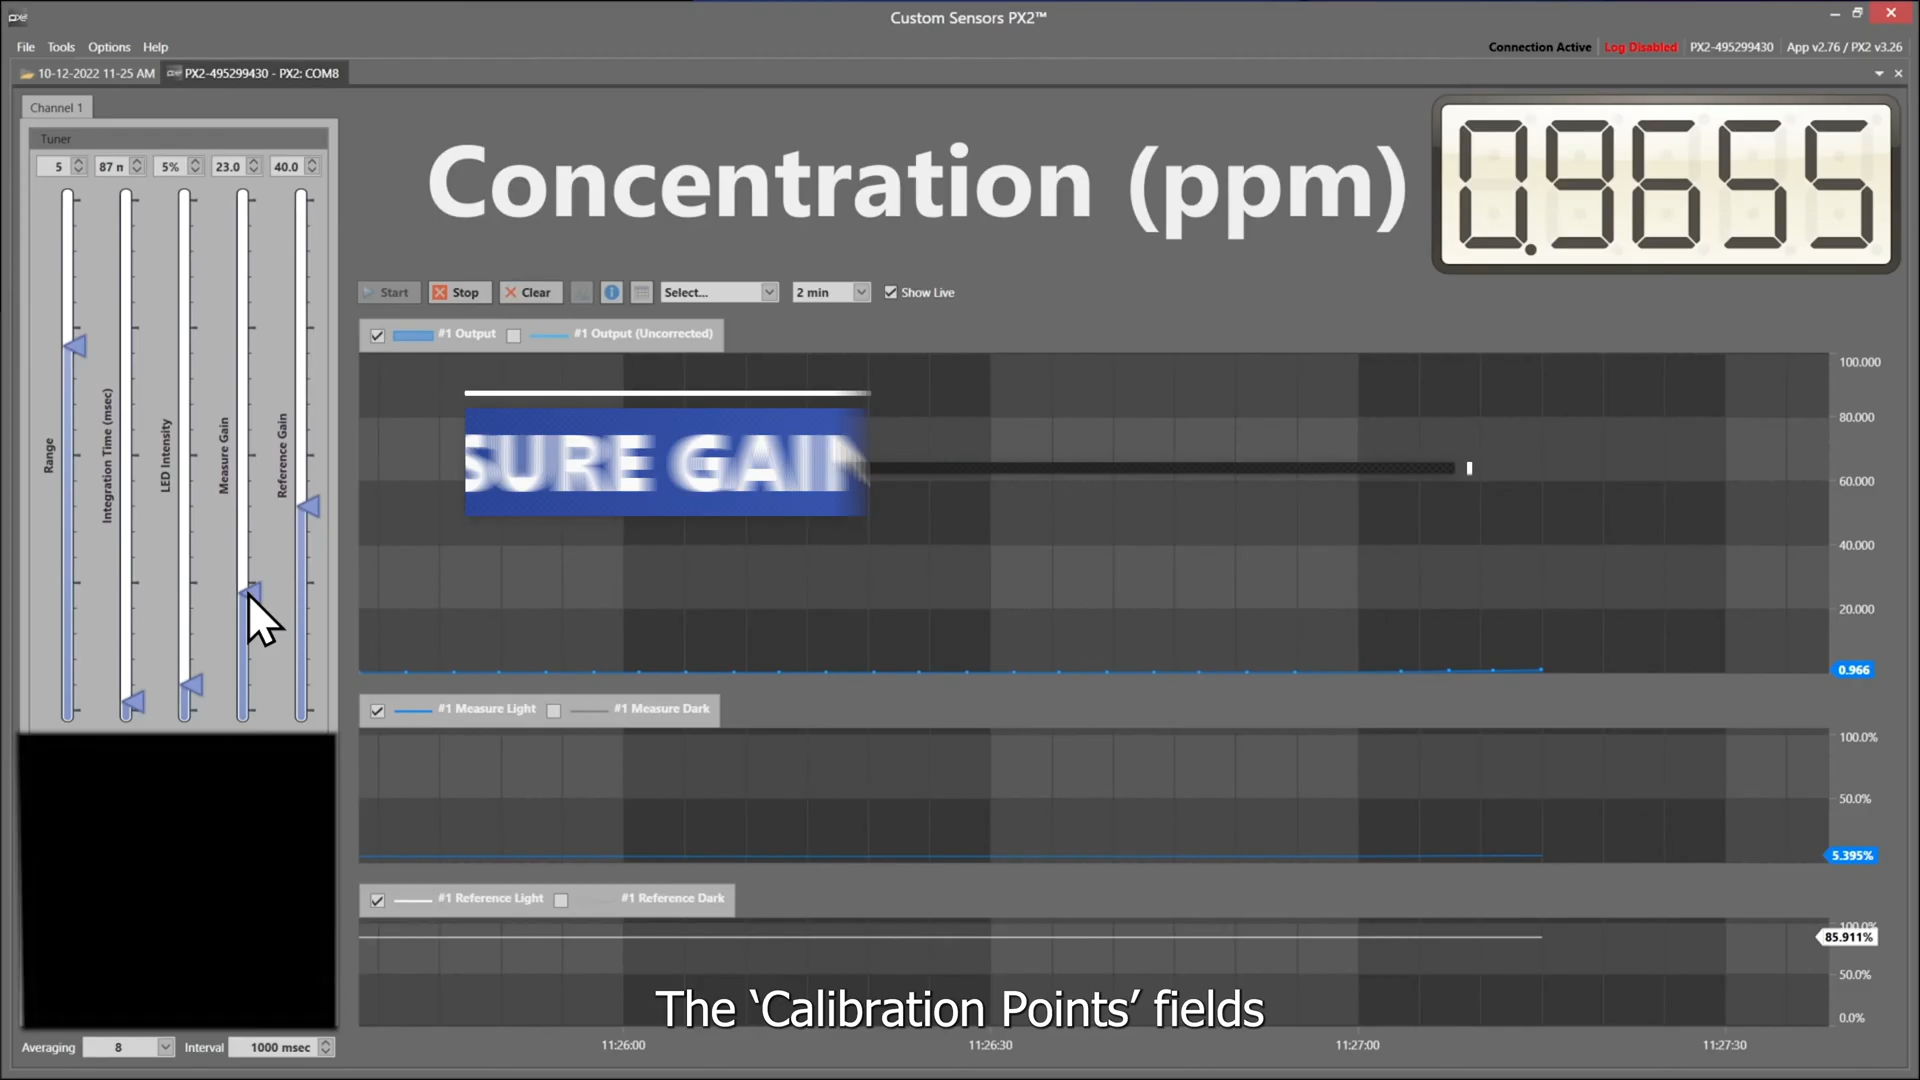 Custom Sensors PX2™
File Tools Options Help
Connection Active Log Disabled PX2-495299430 App v2.76 / PX2 v3.26
10-12-2022 11-25 AM PX2-495299430 - PX2: COM8
Channel 1
Tuner
5 87 n 5% 23.0 40.0
Range
Integration Time (msec)
LED Intensity
Measure Gain
Reference Gain
Concentration (ppm) 0.9655
Start Stop Clear Select... 2 min Show Live
#1 Output #1 Output (Uncorrected)
100.000
80.000
60.000
40.000
20.000
0.966
SURE GAIN
#1 Measure Light #1 Measure Dark
100.0%
50.0%
5.395%
#1 Reference Light #1 Reference Dark
100.0%
85.911%
50.0%
0.0%
The ‘Calibration Points’ fields
11:26:00 11:26:30 11:27:00 11:27:30
Averaging 8 Interval 1000 msec